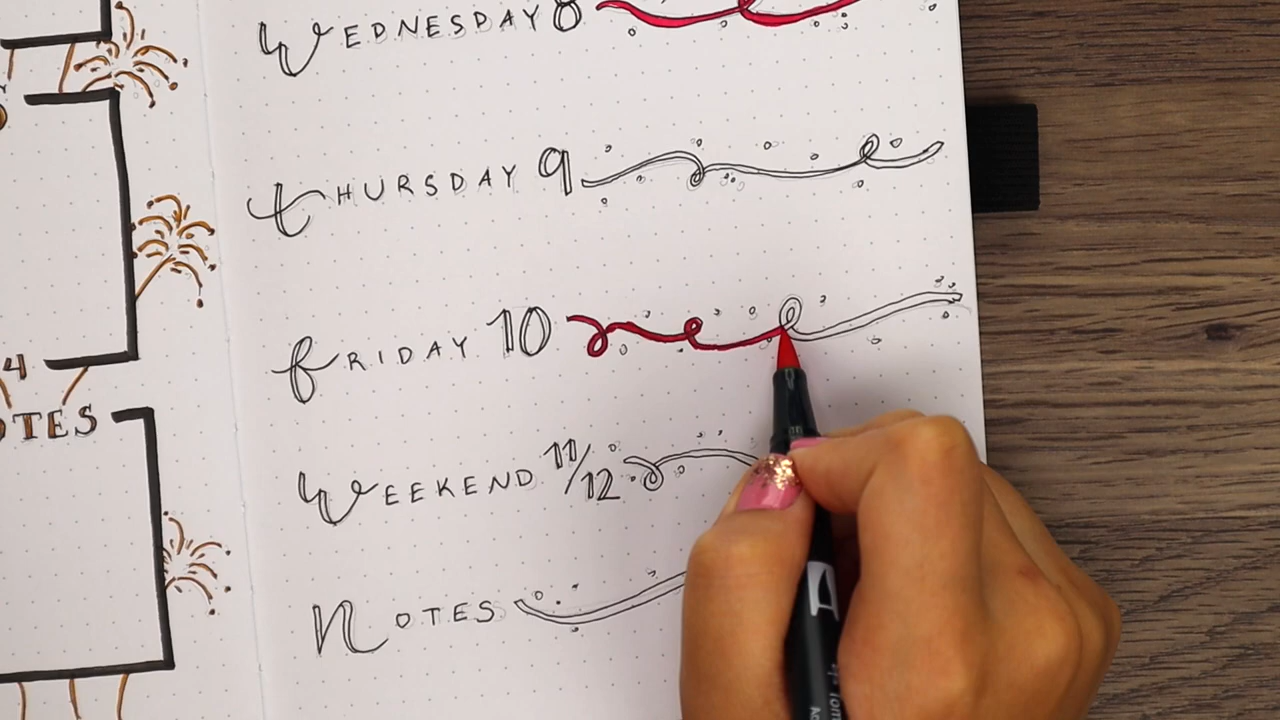 WEDNESDAY 8
THURSDAY 9
FRIDAY 10
WEEKEND 11/12
NOTES
4
OTES